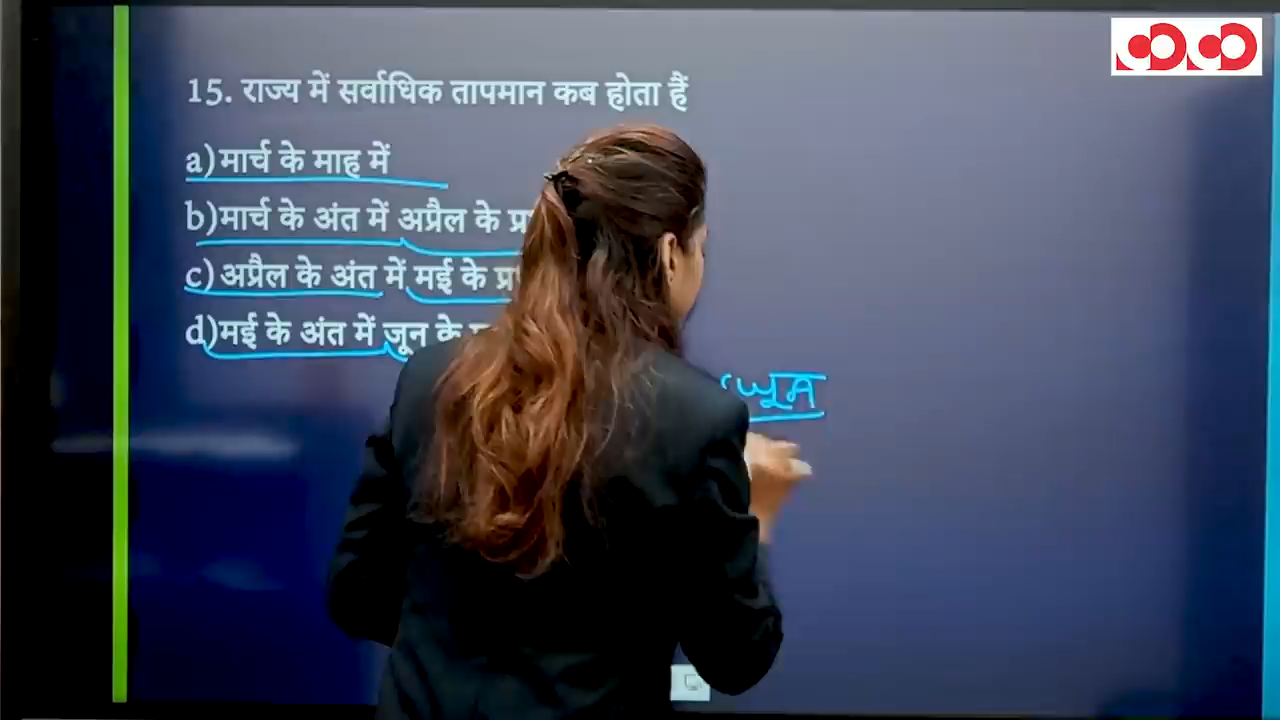 15. राज्य में सर्वाधिक तापमान कब होता हैं
a)मार्च के माह में
b)मार्च के अंत में अप्रैल के
c)अप्रैल के अंत में मई के
d)मई के अंत में जून के
जून